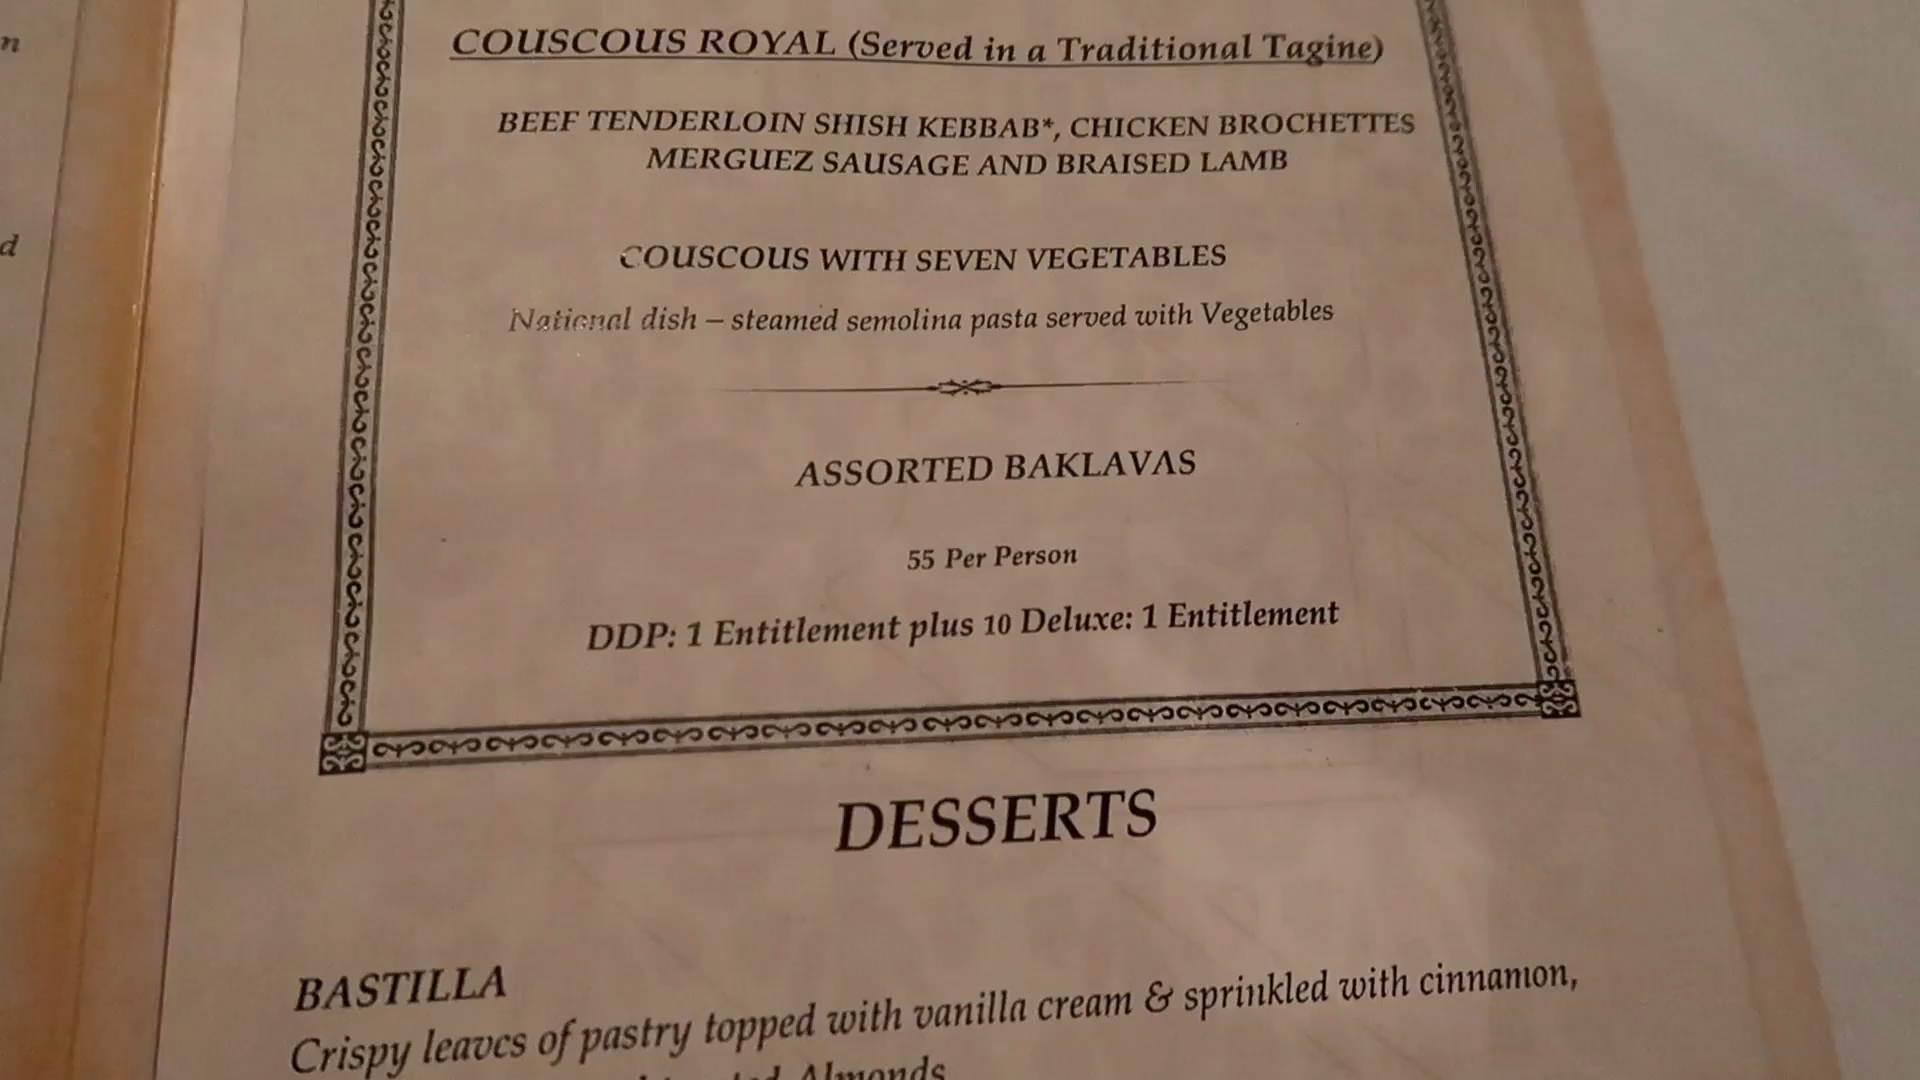 n
d
COUSCOUS ROYAL (Served in a Traditional Tagine)
BEEF TENDERLOIN SHISH KEBBAB*, CHICKEN BROCHETTES
MERGUEZ SAUSAGE AND BRAISED LAMB
COUSCOUS WITH SEVEN VEGETABLES
National dish – steamed semolina pasta served with Vegetables
ASSORTED BAKLAVAS
55 Per Person
DDP: 1 Entitlement plus 10 Deluxe: 1 Entitlement
DESSERTS
BASTILLA
Crispy leaves of pastry topped with vanilla cream & sprinkled with cinnamon,
Almonds